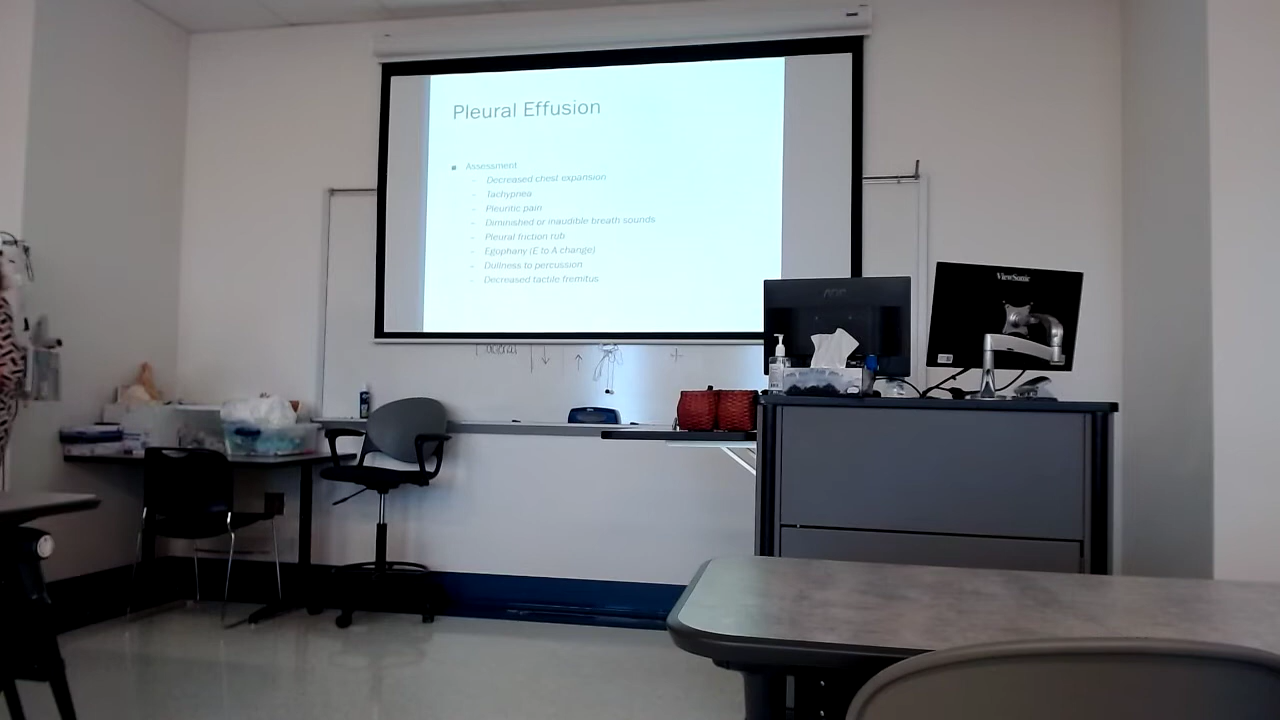 Pleural Effusion
Assessment
- Decreased chest expansion
- Tachypnea
- Pleuritic pain
- Diminished or inaudible breath sounds
- Pleural friction rub
- Egophany (E to A change)
- Dullness to percussion
- Decreased tactile fremitus
AOC
ViewSonic